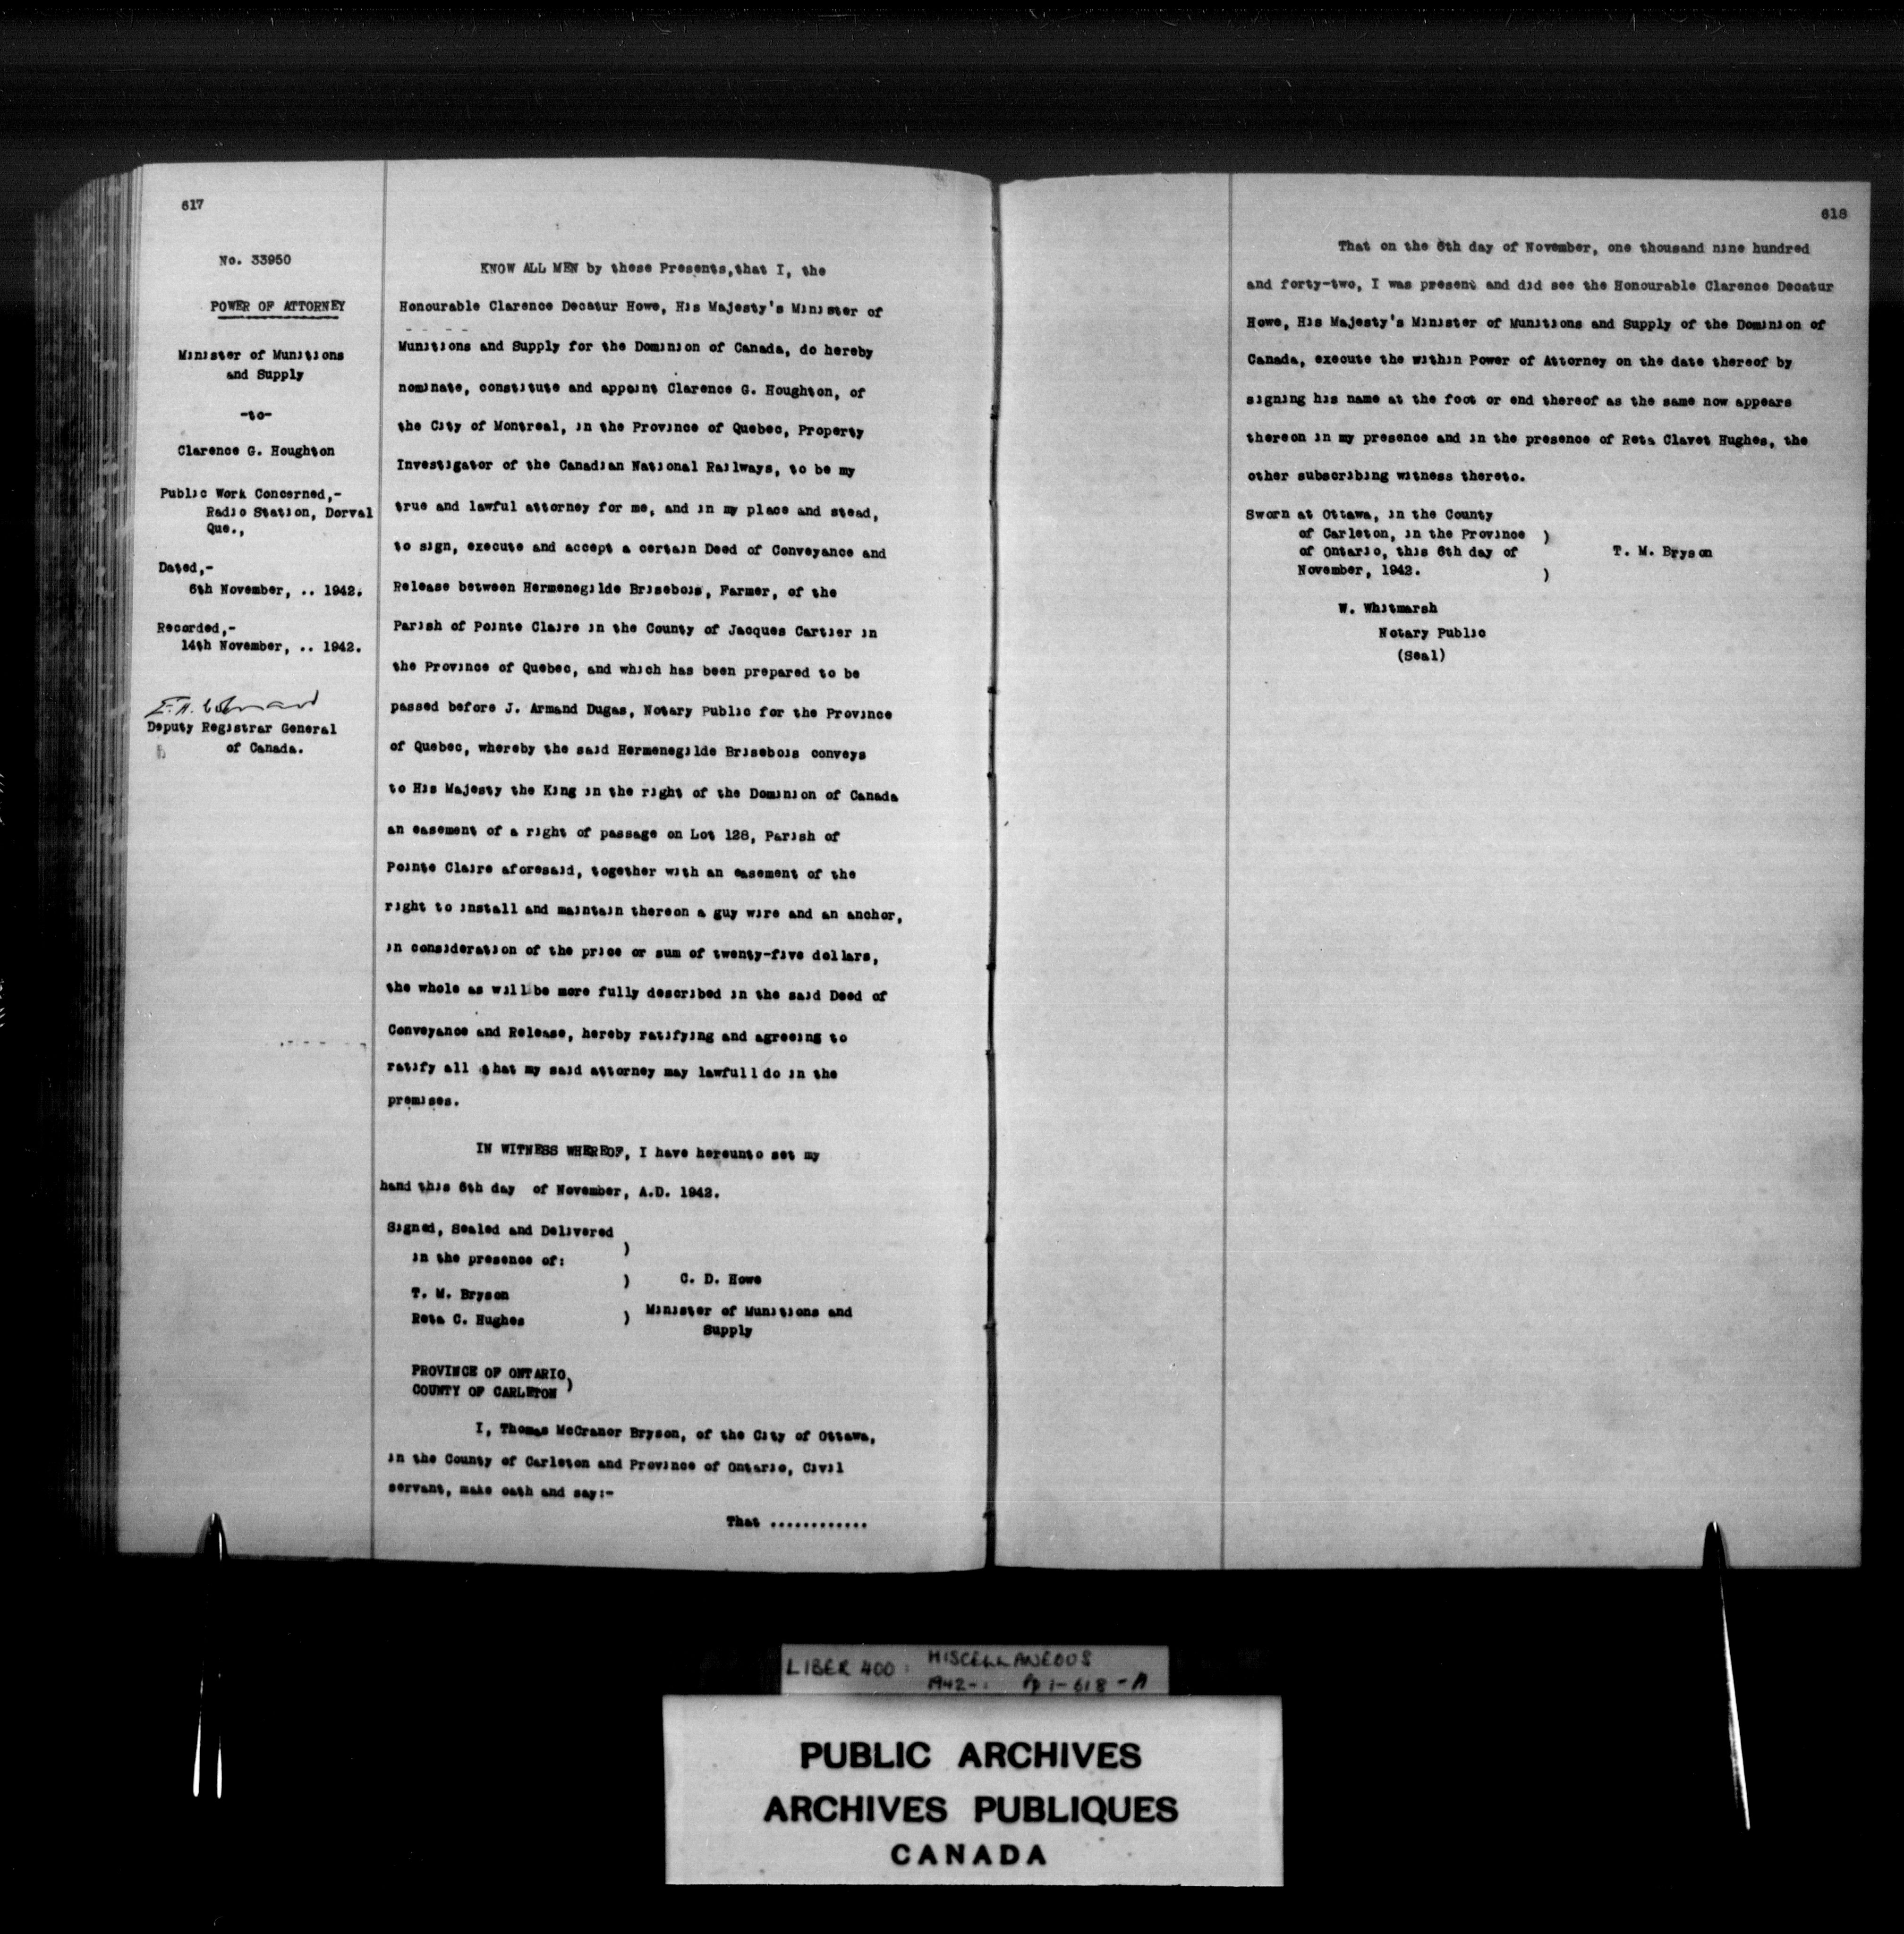 617
No. 33950
POWER OF ATTORNEY
Minister of Munitions
and Supply
-to-
Clarence G. Houghton
Public Work Concerned,-
Radio Station, Dorval
Que.,
Dated,-
6th November, .. 1942.
Recorded,-
14th November, .. 1942.
Deputy Registrar General
of Canada.
KNOW ALL MEN by these Presents,that I, the
Honourable Clarence Decatur Howe, His Majesty's Minister of
Munitions and Supply for the Dominion of Canada, do hereby
nominate, constitute and appoint Clarence G. Houghton, of
the City of Montreal, in the Province of Quebec, Property
Investigator of the Canadian National Railways, to be my
true and lawful attorney for me, and in my place and stead,
to sign, execute and accept a certain Deed of Conveyance and
Release between Hermenegilde Brisebois, Farmer, of the
Parish of Pointe Claire in the County of Jacques Cartier in
the Province of Quebec, and which has been prepared to be
passed before J. Armand Dugas, Notary Public for the Province
of Quebec, whereby the said Hermenegilde Brisebois conveys
to His Majesty the King in the right of the Dominion of Canada
an easement of a right of passage on Lot 128, Parish of
Pointe Claire aforesaid, together with an easement of the
right to install and maintain thereon a guy wire and an anchor,
in consideration of the price or sum of twenty-five dollars,
the whole as will be more fully described in the said Deed of
Conveyance and Release, hereby ratifying and agreeing to
ratify all that my said attorney may lawfull do in the
premises.
IN WITNESS WHEREOF, I have hereunto set my
hand this 6th day of November, A.D. 1942.
Signed, Sealed and Delivered )
in the presence of:
T. M. Bryson ) C. D. Howe
Reta C. Hughes ) Minister of Munitions and
Supply
PROVINCE OF ONTARIO
COUNTY OF CARLETON )
I, Thomas McCranor Bryson, of the City of Ottawa,
in the County of Carleton and Province of Ontario, Civil
servant, make oath and say:-
That ............
618
That on the 6th day of November, one thousand nine hundred
and forty-two, I was present and did see the Honourable Clarence Decatur
Howe, His Majesty's Minister of Munitions and Supply of the Dominion of
Canada, execute the within Power of Attorney on the date thereof by
signing his name at the foot or end thereof as the same now appears
thereon in my presence and in the presence of Reta Clavet Hughes, the
other subscribing witness thereto.
Sworn at Ottawa, in the County
of Carleton, in the Province )
of Ontario, this 6th day of T. M. Bryson
November, 1942. )
W. Whitmarsh
Notary Public
(Seal)
LIBER 400: MISCELLANEOUS
1942-: Pp 1-618-A
PUBLIC ARCHIVES
ARCHIVES PUBLIQUES
CANADA